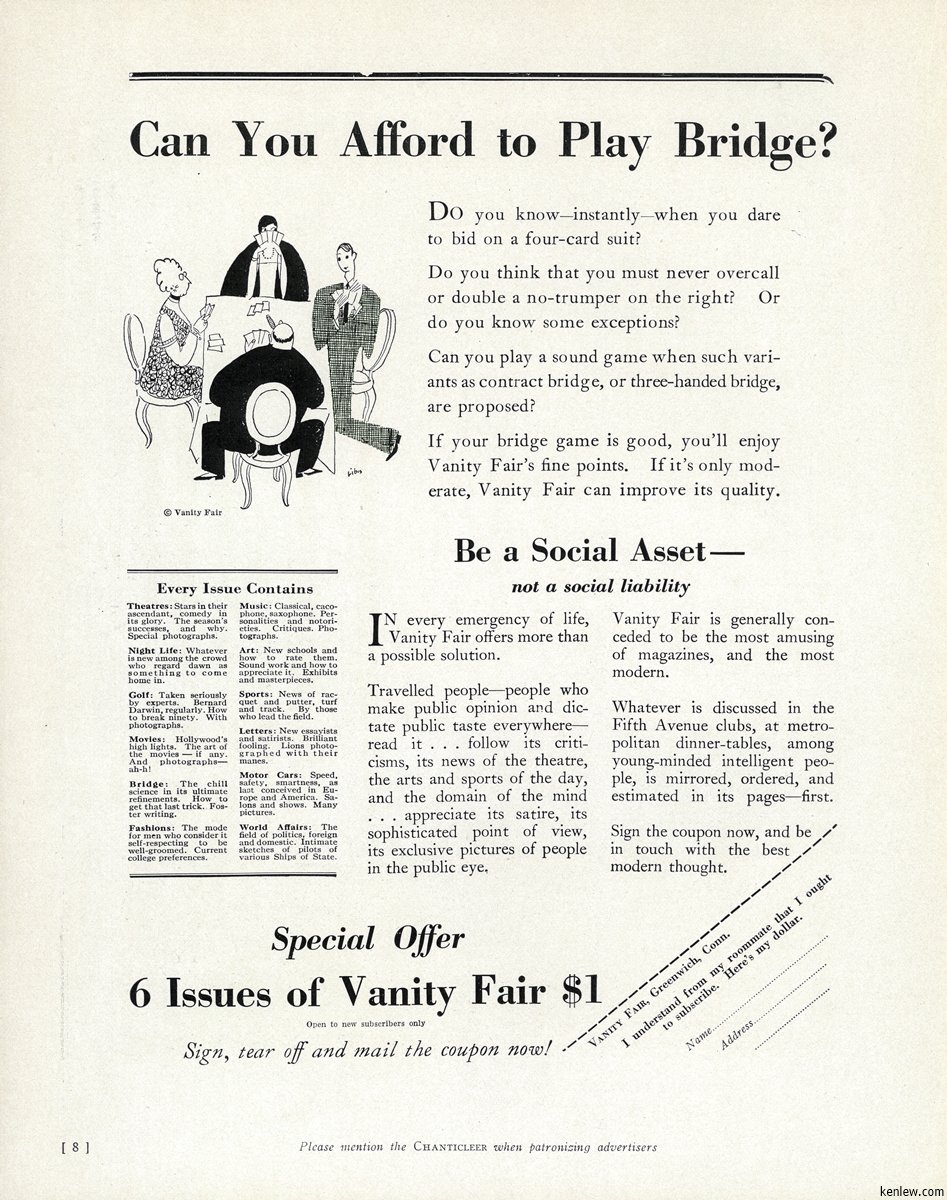 Can You Afford to Play Bridge?
DO you know—instantly—when you dare
to bid on a four-card suit?
Do you think that you must never overcall
or double a no-trumper on the right? Or
do you know some exceptions?
Can you play a sound game when such vari-
ants as contract bridge, or three-handed bridge,
are proposed?
If your bridge game is good, you'll enjoy
Vanity Fair's fine points. If it's only mod-
erate, Vanity Fair can improve its quality.
© Vanity Fair
Be a Social Asset—
not a social liability
Every Issue Contains
Theatres: Stars in their
ascendant, comedy in
its glory. The season's
successes, and why.
Special photographs.
Night Life: Whatever
is new among the crowd
who regard dawn as
something to come
home in.
Golf: Taken seriously
by experts. Bernard
Darwin, regularly. How
to break ninety. With
photographs.
Movies: Hollywood's
high lights. The art of
the movies — if any.
And photographs—
ah-h!
Bridge: The chill
science in its ultimate
refinements. How to
get that last trick. Fos-
ter writing.
Fashions: The mode
for men who consider it
self-respecting to be
well-groomed. Current
college preferences.
Music: Classical, caco-
phone, saxophone. Per-
sonalities and notori-
eties. Critiques. Pho-
tographs.
Art: New schools and
how to rate them.
Sound work and how to
appreciate it. Exhibits
and masterpieces.
Sports: News of rac-
quet and putter, turf
and track. By those
who lead the field.
Letters: New essayists
and satirists. Brilliant
fooling. Lions photo-
graphed with their
manes.
Motor Cars: Speed,
safety, smartness, as
last conceived in Eu-
rope and America. Sa-
lons and shows. Many
pictures.
World Affairs: The
field of politics, foreign
and domestic. Intimate
sketches of pilots of
various Ships of State.
IN every emergency of life,
Vanity Fair offers more than
a possible solution.
Travelled people—people who
make public opinion and dic-
tate public taste everywhere—
read it . . . follow its criti-
cisms, its news of the theatre,
the arts and sports of the day,
and the domain of the mind
. . . appreciate its satire, its
sophisticated point of view,
its exclusive pictures of people
in the public eye.
Vanity Fair is generally con-
ceded to be the most amusing
of magazines, and the most
modern.
Whatever is discussed in the
Fifth Avenue clubs, at metro-
politan dinner-tables, among
young-minded intelligent peo-
ple, is mirrored, ordered, and
estimated in its pages—first.
Sign the coupon now, and be
in touch with the best
modern thought.
Special Offer
6 Issues of Vanity Fair $1
Open to new subscribers only
Sign, tear off and mail the coupon now!
VANITY FAIR, Greenwich, Conn.
I understand from my roommate that I ought
to subscribe. Here's my dollar.
Name
Address
[ 8 ]
Please mention the CHANTICLEER when patronizing advertisers
kenlew.com